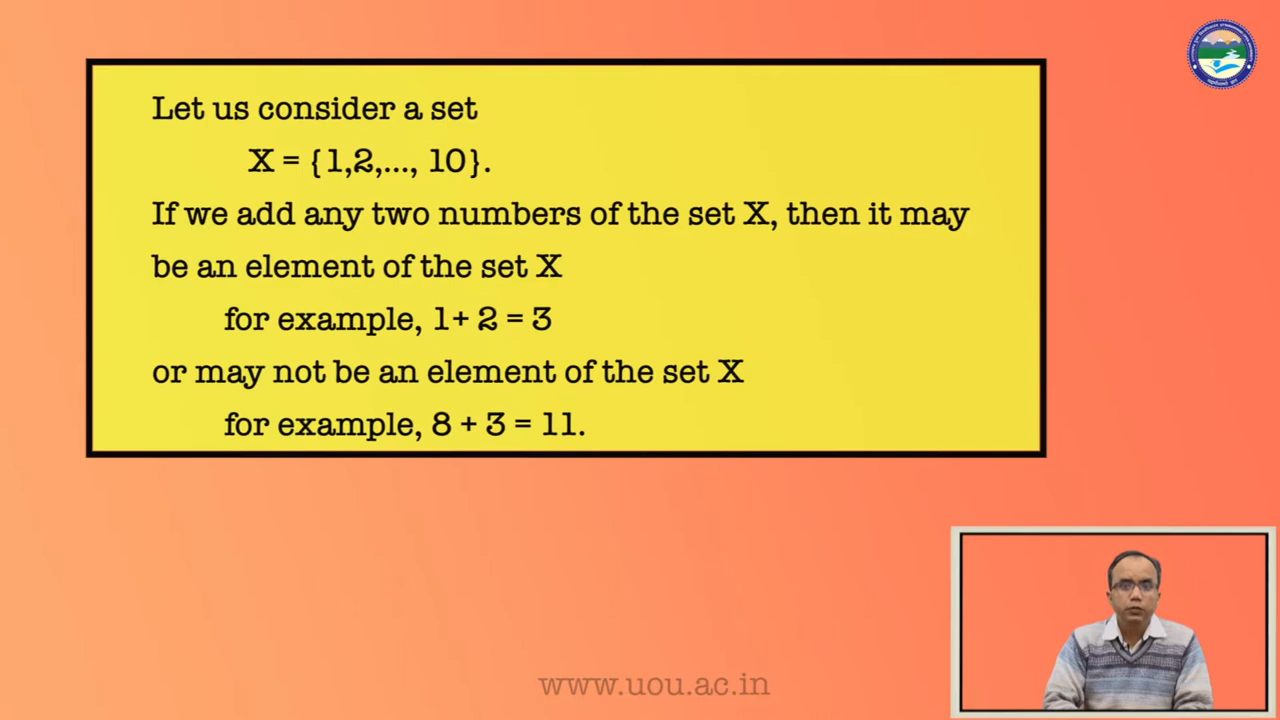 Let us consider a set
X = {1,2,..., 10}.
If we add any two numbers of the set X, then it may
be an element of the set X
for example, 1+ 2 = 3
or may not be an element of the set X
for example, 8 + 3 = 11.
www.uou.ac.in